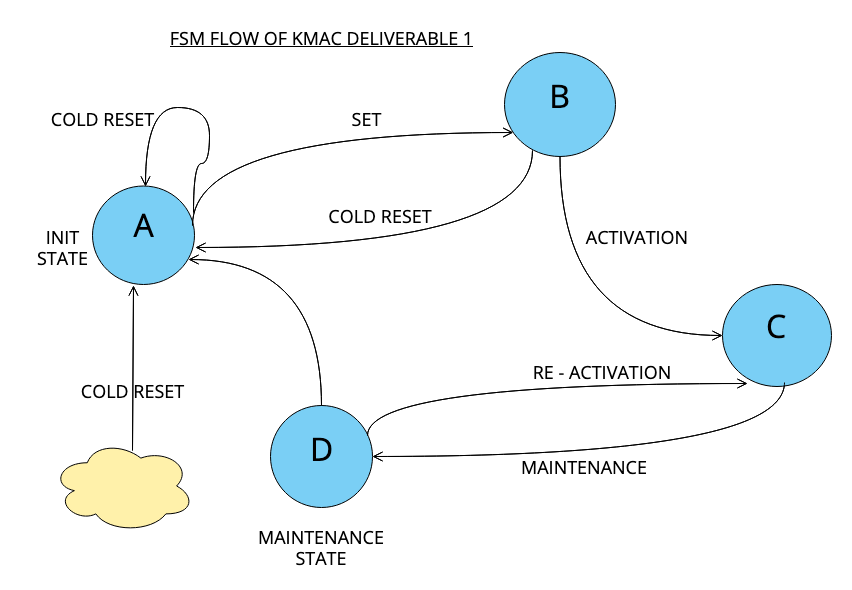 FSM FLOW OF KMAC DELIVERABLE 1
B
COLD RESET
SET
A
COLD RESET
INIT
STATE
ACTIVATION
C
RE - ACTIVATION
COLD RESET
D
MAINTENANCE
MAINTENANCE
STATE